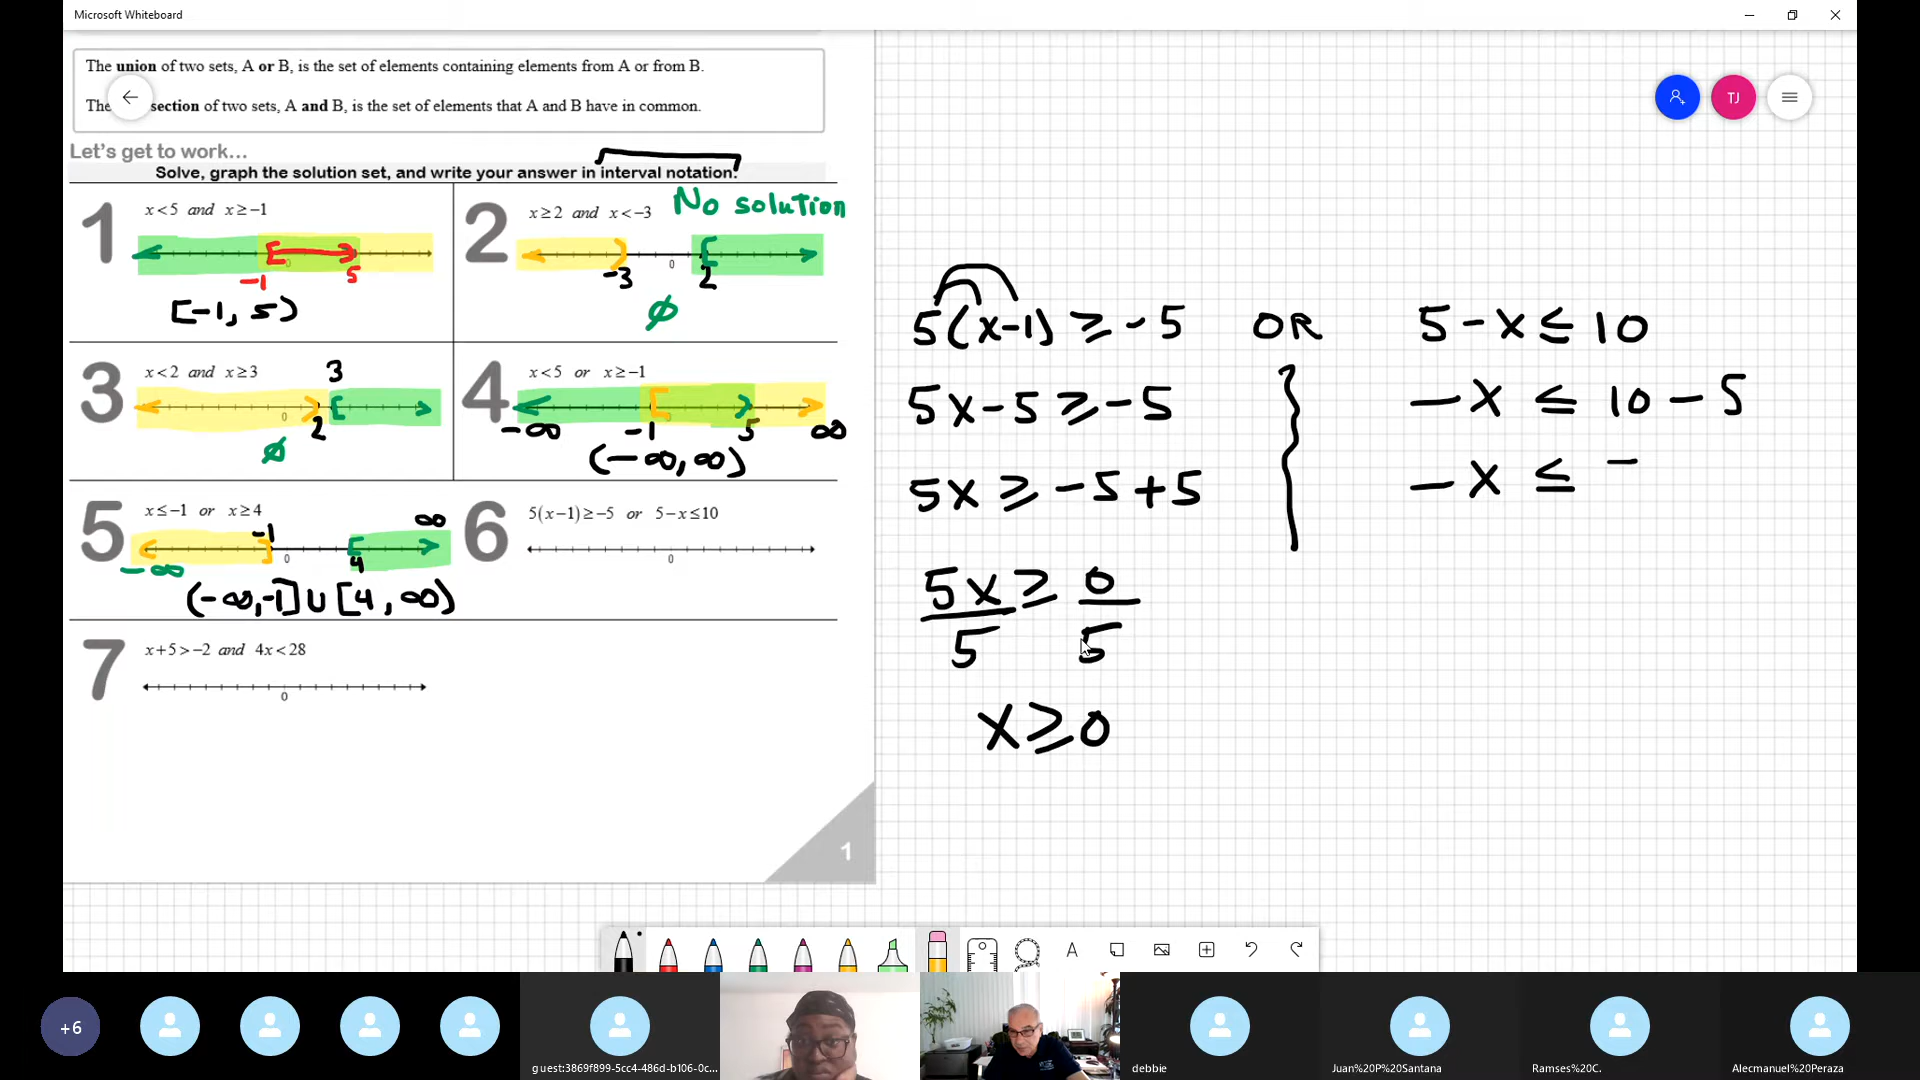 Microsoft Whiteboard
The union of two sets, A or B, is the set of elements containing elements from A or from B.
section of two sets, A and B, is the set of elements that A and B have in common.
Let's get to work...
Solve, graph the solution set, and write your answer in interval notation.
1
x<5 and x≥-1
0
-1
5
[-1, 5)
2
x≥2 and x<-3
No solution
-3
0
2
∅
3
x<2 and x≥3
3
0
2
∅
4
x<5 or x≥-1
-∞
-1
5
∞
(-∞, ∞)
5
x≤-1 or x≥4
-1
∞
0
4
-∞
(-∞,-1] U [4, ∞)
6
5(x-1)≥-5 or 5-x≤10
0
7
x+5>-2 and 4x<28
0
1
5(x-1) ≥ -5 OR 5-x ≤ 10
5x-5 ≥ -5
-x ≤ 10-5
5x ≥ -5+5
-x ≤
5x ≥ 0
5 5
x ≥ 0
TJ
A
+6
guest:3869f899-5cc4-486d-b106-0c...
debbie
Juan%20P%20Santana
Ramses%20C.
Alecmanuel%20Peraza